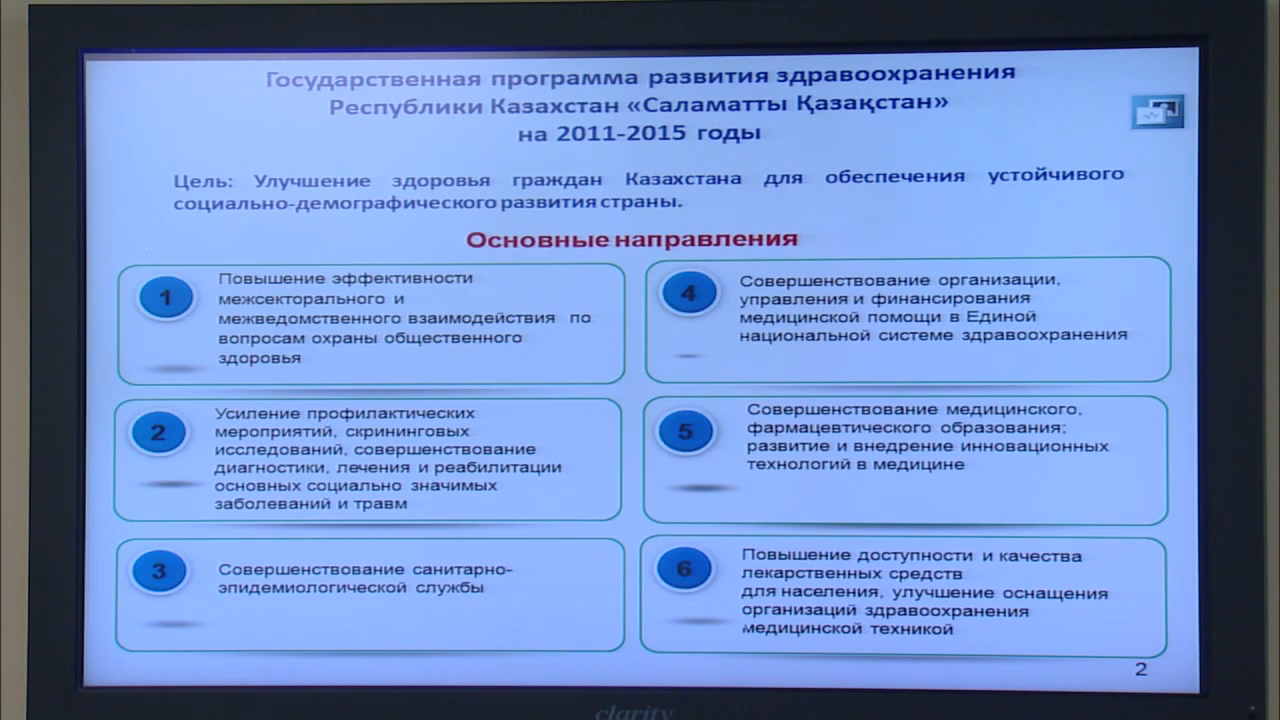 Государственная программа развития здравоохранения
Республики Казахстан «Саламатты Қазақстан»
на 2011-2015 годы
Цель: Улучшение здоровья граждан Казахстана для обеспечения устойчивого
социально-демографического развития страны.
Основные направления
1
Повышение эффективности
межсекторального и
межведомственного взаимодействия по
вопросам охраны общественного
здоровья
2
Усиление профилактических
мероприятий, скрининговых
исследований, совершенствование
диагностики, лечения и реабилитации
основных социально значимых
заболеваний и травм
3
Совершенствование санитарно-
эпидемиологической службы
4
Совершенствование организации,
управления и финансирования
медицинской помощи в Единой
национальной системе здравоохранения
5
Совершенствование медицинского,
фармацевтического образования;
развитие и внедрение инновационных
технологий в медицине
6
Повышение доступности и качества
лекарственных средств
для населения, улучшение оснащения
организаций здравоохранения
медицинской техникой
2
clarity